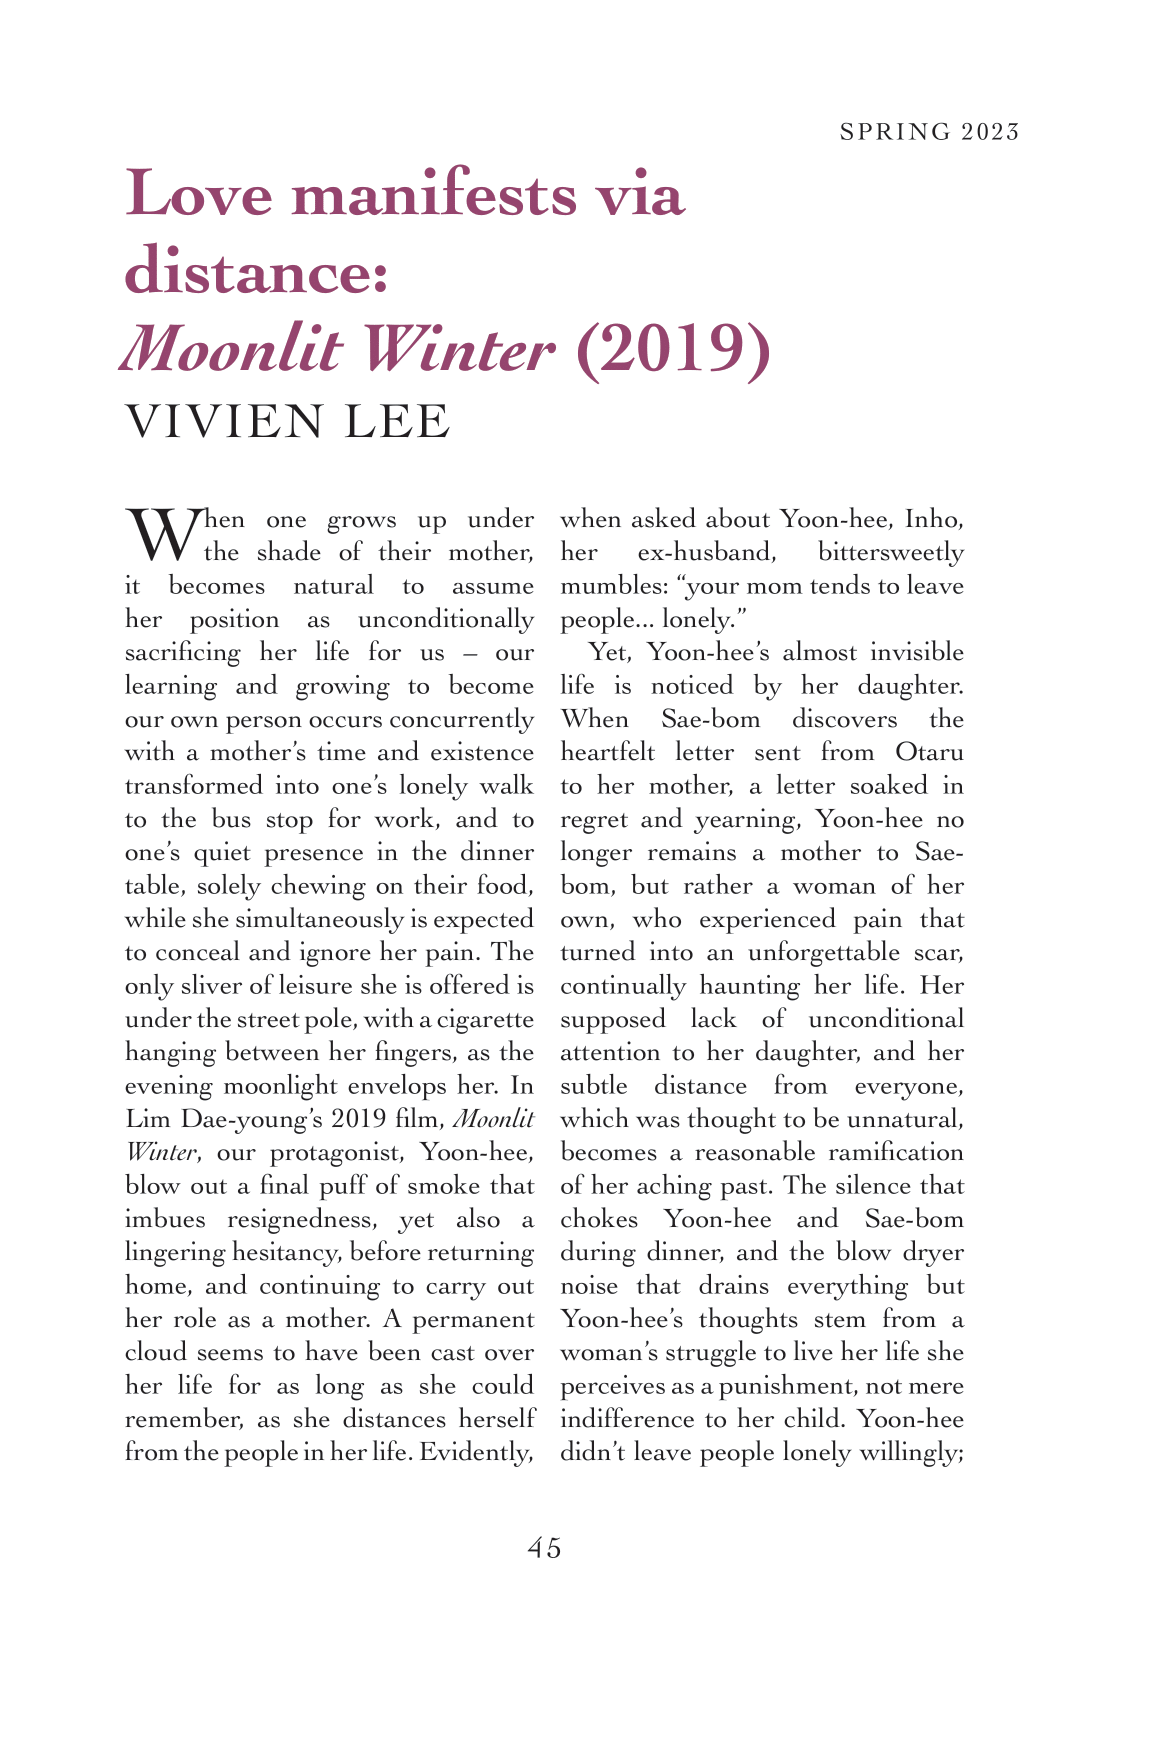 SPRING 2023
Love manifests via
distance:
Moonlit Winter (2019)
VIVIEN LEE
When one grows up under
the shade of their mother,
it becomes natural to assume
her position as unconditionally
sacrificing her life for us – our
learning and growing to become
our own person occurs concurrently
with a mother’s time and existence
transformed into one’s lonely walk
to the bus stop for work, and to
one’s quiet presence in the dinner
table, solely chewing on their food,
while she simultaneously is expected
to conceal and ignore her pain. The
only sliver of leisure she is offered is
under the street pole, with a cigarette
hanging between her fingers, as the
evening moonlight envelops her. In
Lim Dae-young’s 2019 film, Moonlit
Winter, our protagonist, Yoon-hee,
blow out a final puff of smoke that
imbues resignedness, yet also a
lingering hesitancy, before returning
home, and continuing to carry out
her role as a mother. A permanent
cloud seems to have been cast over
her life for as long as she could
remember, as she distances herself
from the people in her life. Evidently,
when asked about Yoon-hee, Inho,
her ex-husband, bittersweetly
mumbles: “your mom tends to leave
people... lonely.”
Yet, Yoon-hee’s almost invisible
life is noticed by her daughter.
When Sae-bom discovers the
heartfelt letter sent from Otaru
to her mother, a letter soaked in
regret and yearning, Yoon-hee no
longer remains a mother to Sae-
bom, but rather a woman of her
own, who experienced pain that
turned into an unforgettable scar,
continually haunting her life. Her
supposed lack of unconditional
attention to her daughter, and her
subtle distance from everyone,
which was thought to be unnatural,
becomes a reasonable ramification
of her aching past. The silence that
chokes Yoon-hee and Sae-bom
during dinner, and the blow dryer
noise that drains everything but
Yoon-hee’s thoughts stem from a
woman’s struggle to live her life she
perceives as a punishment, not mere
indifference to her child. Yoon-hee
didn’t leave people lonely willingly;
45